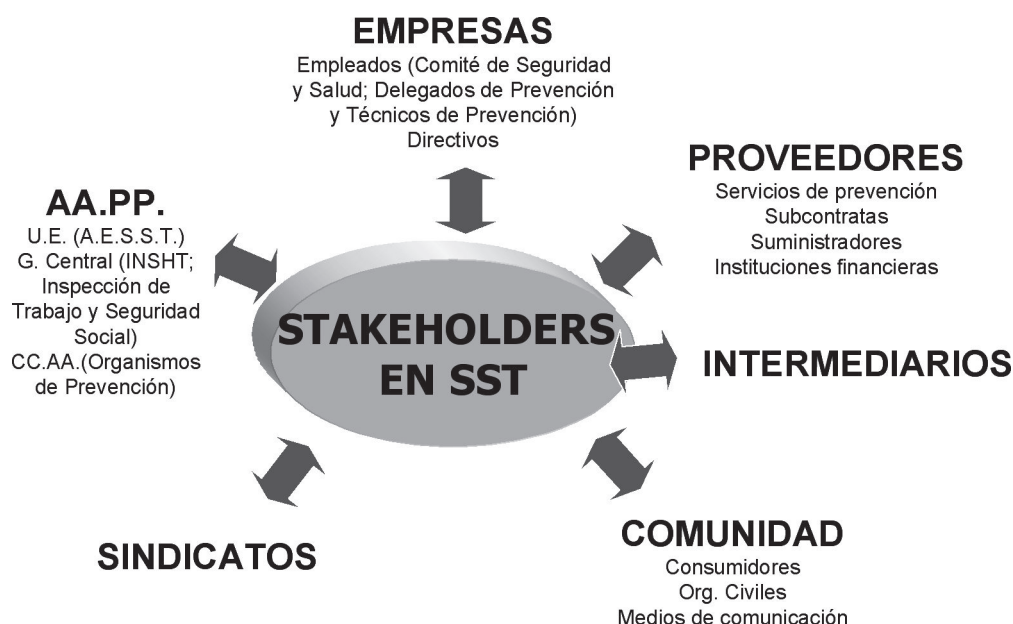 EMPRESAS
Empleados (Comité de Seguridad
y Salud; Delegados de Prevención
y Técnicos de Prevención)
Directivos
PROVEEDORES
Servicios de prevención
Subcontratas
Suministradores
Instituciones financieras
AA.PP.
U.E. (A.E.S.S.T.)
G. Central (INSHT;
Inspección de
Trabajo y Seguridad
Social)
CC.AA.(Organismos
de Prevención)
STAKEHOLDERS
EN SST
INTERMEDIARIOS
SINDICATOS
COMUNIDAD
Consumidores
Org. Civiles
Medios de comunicación